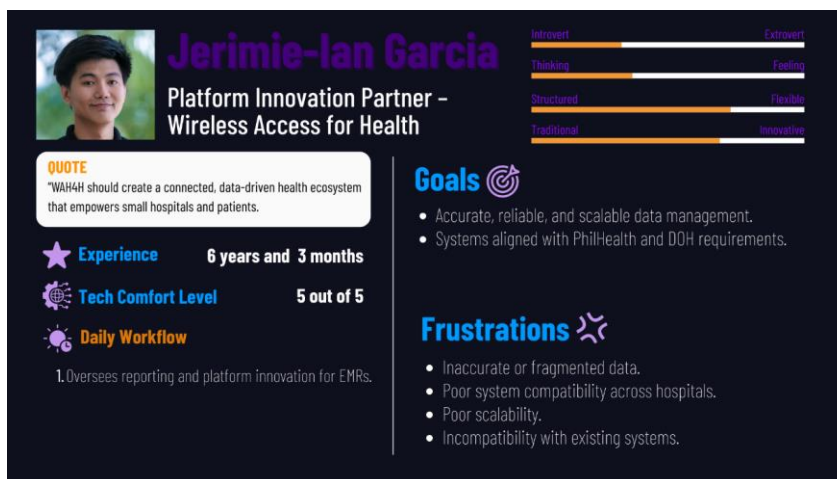 Jerimie-Ian Garcia
Platform Innovation Partner –
Wireless Access for Health
Introvert Extrovert
Thinking Feeling
Structured Flexible
Traditional Innovative
QUOTE
"WAH4H should create a connected, data-driven health ecosystem
that empowers small hospitals and patients.
Experience 6 years and 3 months
Tech Comfort Level 5 out of 5
Daily Workflow
1. Oversees reporting and platform innovation for EMRs.
Goals
• Accurate, reliable, and scalable data management.
• Systems aligned with PhilHealth and DOH requirements.
Frustrations
• Inaccurate or fragmented data.
• Poor system compatibility across hospitals.
• Poor scalability.
• Incompatibility with existing systems.